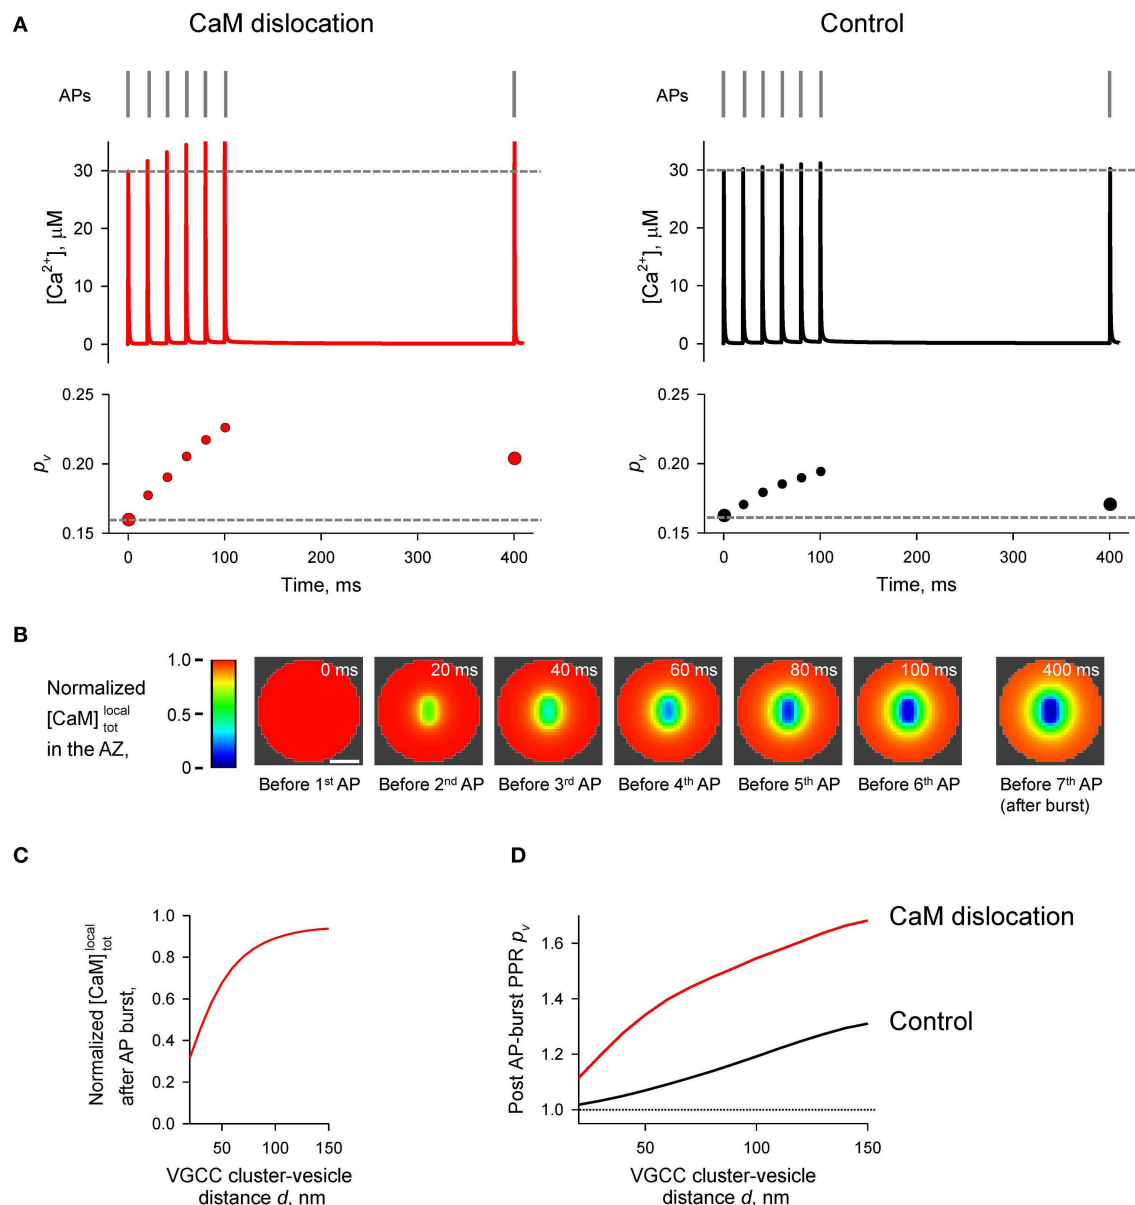 A
CaM dislocation
Control
APs
APs
30
20
10
0
[Ca²⁺], μM
30
20
10
0
[Ca²⁺], μM
0.25
0.20
0.15
pᵥ
0 100 200 300 400
Time, ms
0.25
0.20
0.15
pᵥ
0 100 200 300 400
Time, ms
B
Normalized
[CaM] local tot
in the AZ,
1.0
0.5
0
0 ms
20 ms
40 ms
60 ms
80 ms
100 ms
400 ms
Before 1ˢᵗ AP
Before 2ⁿᵈ AP
Before 3ʳᵈ AP
Before 4ᵗʰ AP
Before 5ᵗʰ AP
Before 6ᵗʰ AP
Before 7ᵗʰ AP
(after burst)
C
Normalized [CaM] local tot
after AP burst,
1.0
0.8
0.6
0.4
0.2
0.0
50 100 150
VGCC cluster-vesicle
distance d, nm
D
Post AP-burst PPR pᵥ
1.6
1.4
1.2
1.0
CaM dislocation
Control
50 100 150
VGCC cluster-vesicle
distance d, nm